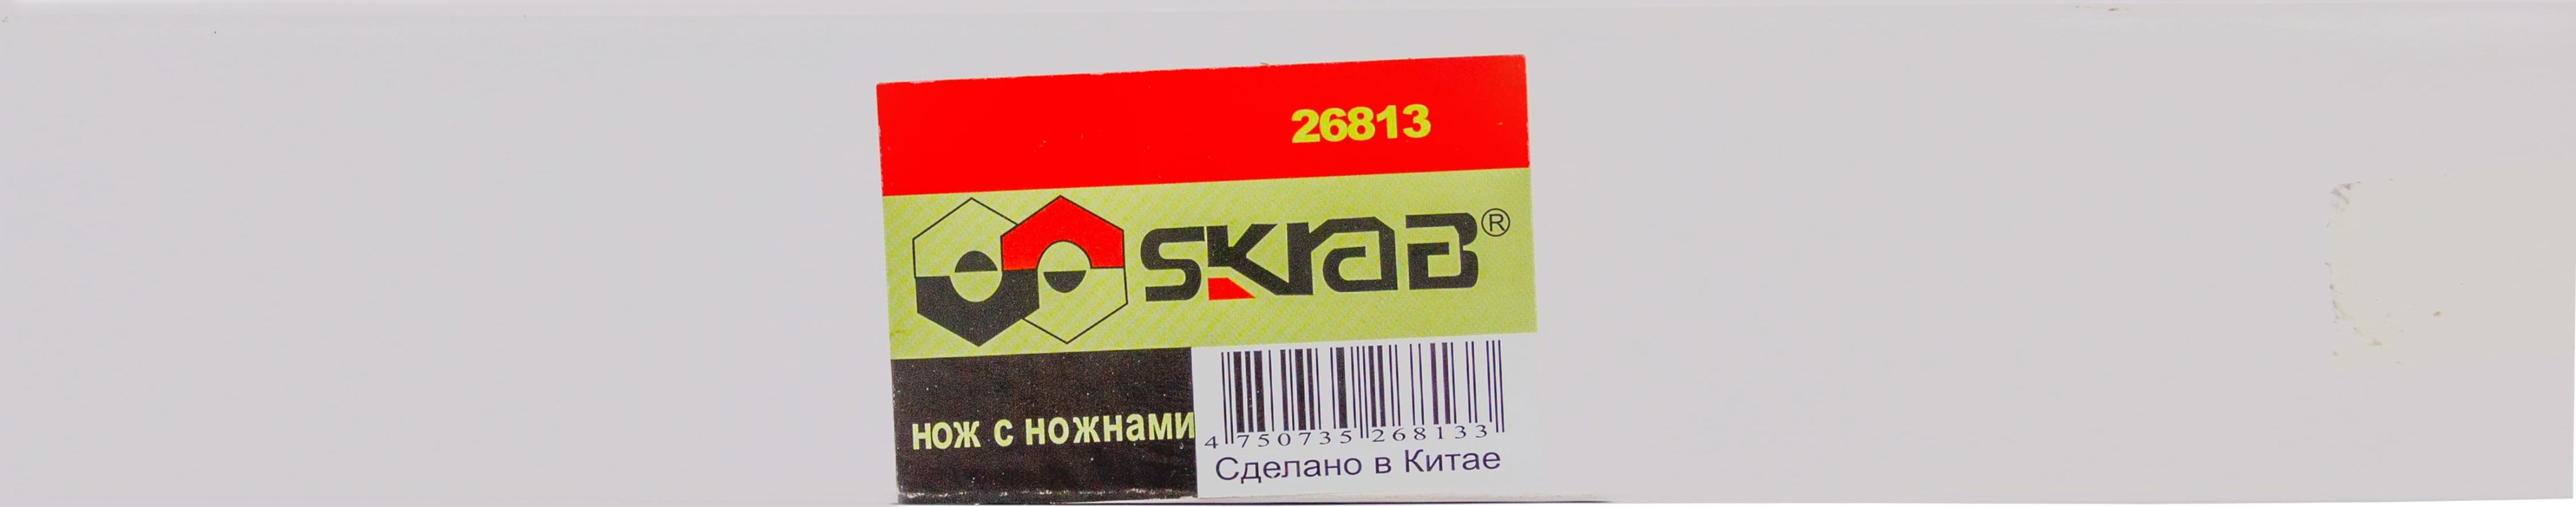 26813
SKRAB®
нож с ножнами
4 750735 268133
Сделано в Китае